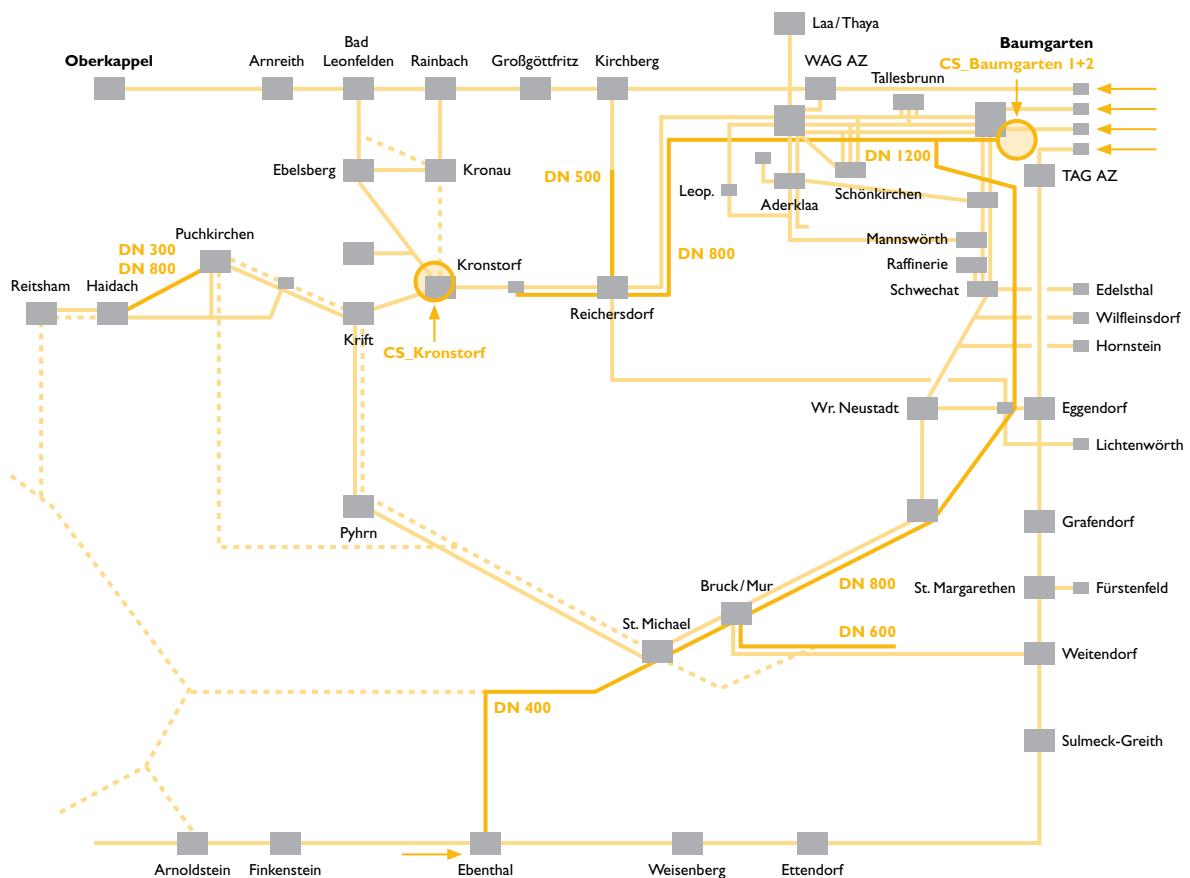 Laa/Thaya
Bad
Leonfelden
Baumgarten
CS_Baumgarten 1+2
Oberkappel
Arnreith
Rainbach
Großgöttfritz
Kirchberg
WAG AZ
Tallesbrunn
DN 1200
Ebelsberg
Kronau
DN 500
Leop.
Aderklaa
Schönkirchen
TAG AZ
Puchkirchen
DN 300
DN 800
Kronstorf
DN 800
Mannswörth
Raffinerie
Reitsham
Haidach
Schwechat
Edelsthal
Reichersdorf
Wilfleinsdorf
Krift
CS_Kronstorf
Hornstein
Wr. Neustadt
Eggendorf
Lichtenwörth
Pyhrn
Grafendorf
Bruck/Mur
DN 800
St. Margarethen
Fürstenfeld
St. Michael
DN 600
Weitendorf
DN 400
Sulmeck-Greith
Arnoldstein
Finkenstein
Ebenthal
Weisenberg
Ettendorf